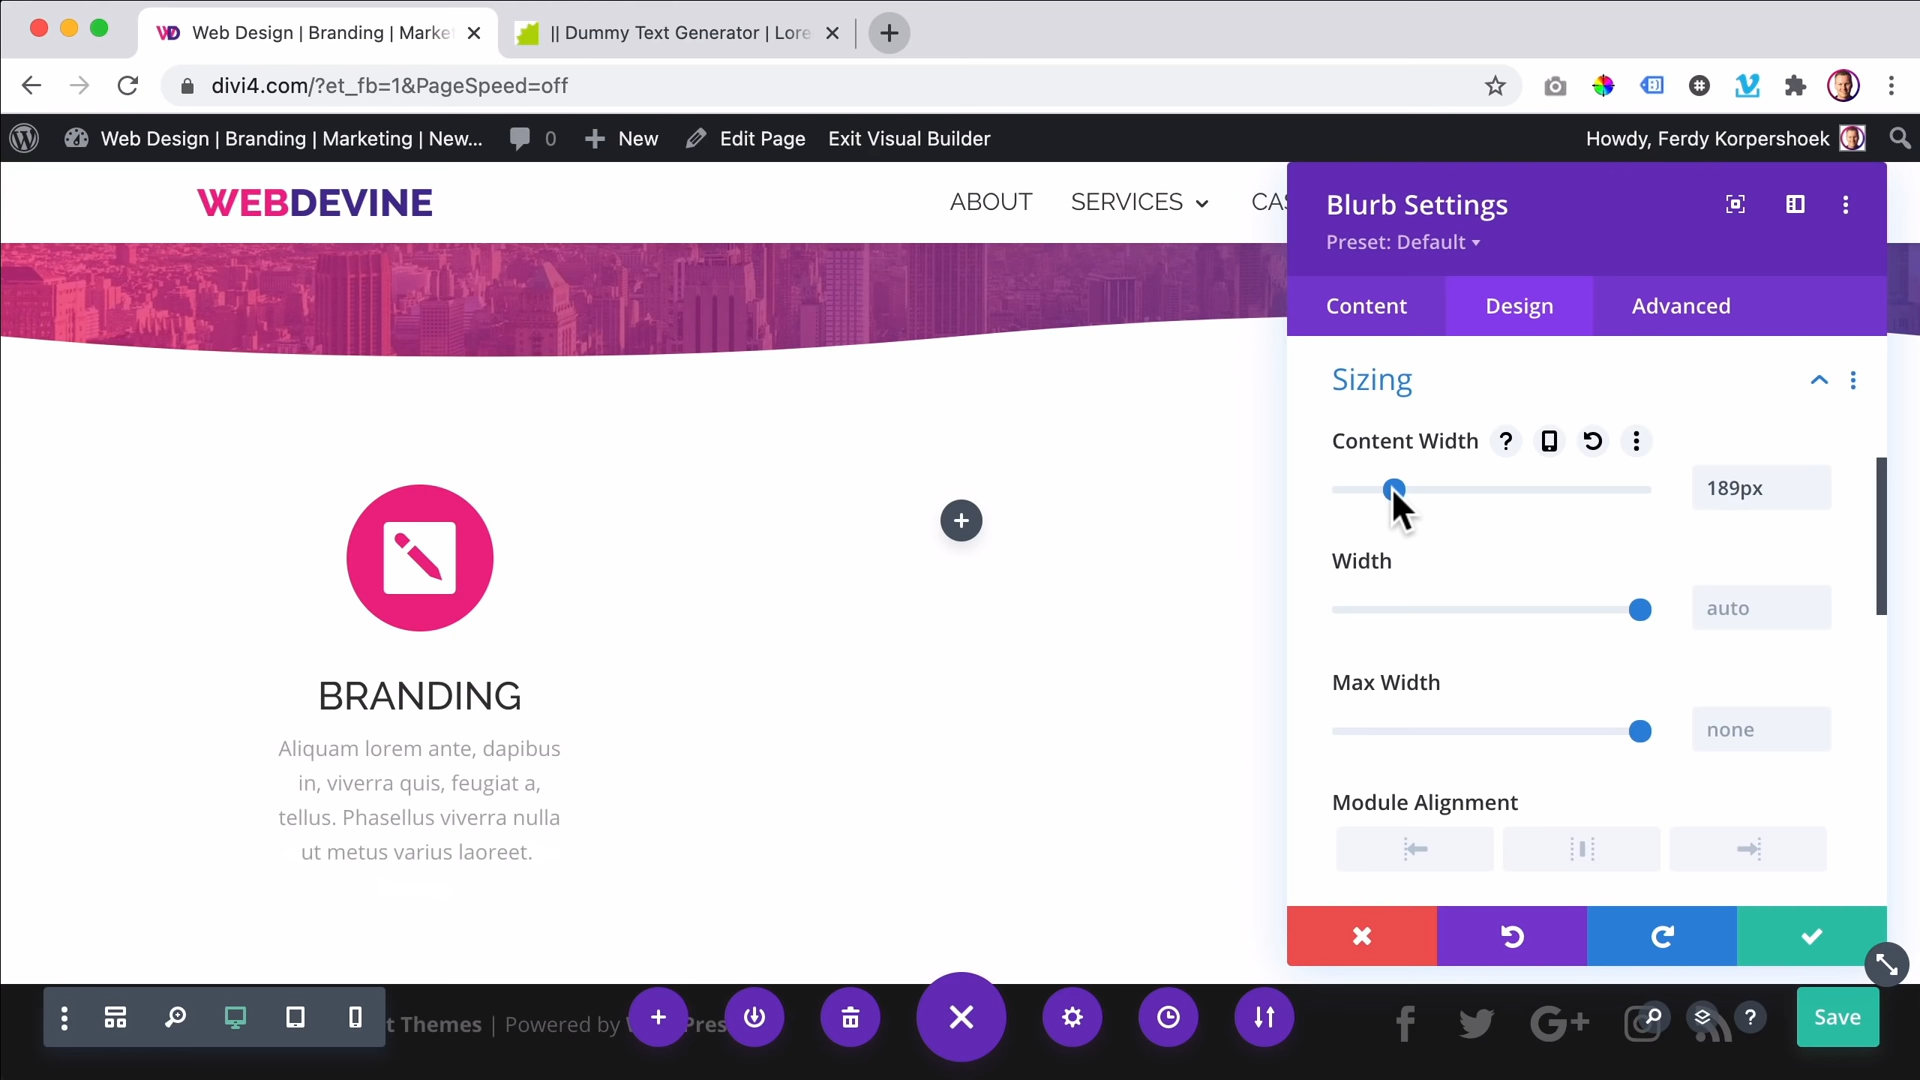 Web Design | Branding | Marke
|| Dummy Text Generator | Lore
divi4.com/?et_fb=1&PageSpeed=off
Web Design | Branding | Marketing | New... 0 New Edit Page Exit Visual Builder Howdy, Ferdy Korpershoek
WEBDEVINE
ABOUT SERVICES CAS
Blurb Settings
Preset: Default
Content Design Advanced
Sizing
Content Width ?
189px
Width
auto
Max Width
none
Module Alignment
BRANDING
Aliquam lorem ante, dapibus
in, viverra quis, feugiat a,
tellus. Phasellus viverra nulla
ut metus varius laoreet.
t Themes | Powered by W Pres
G+
?
Save